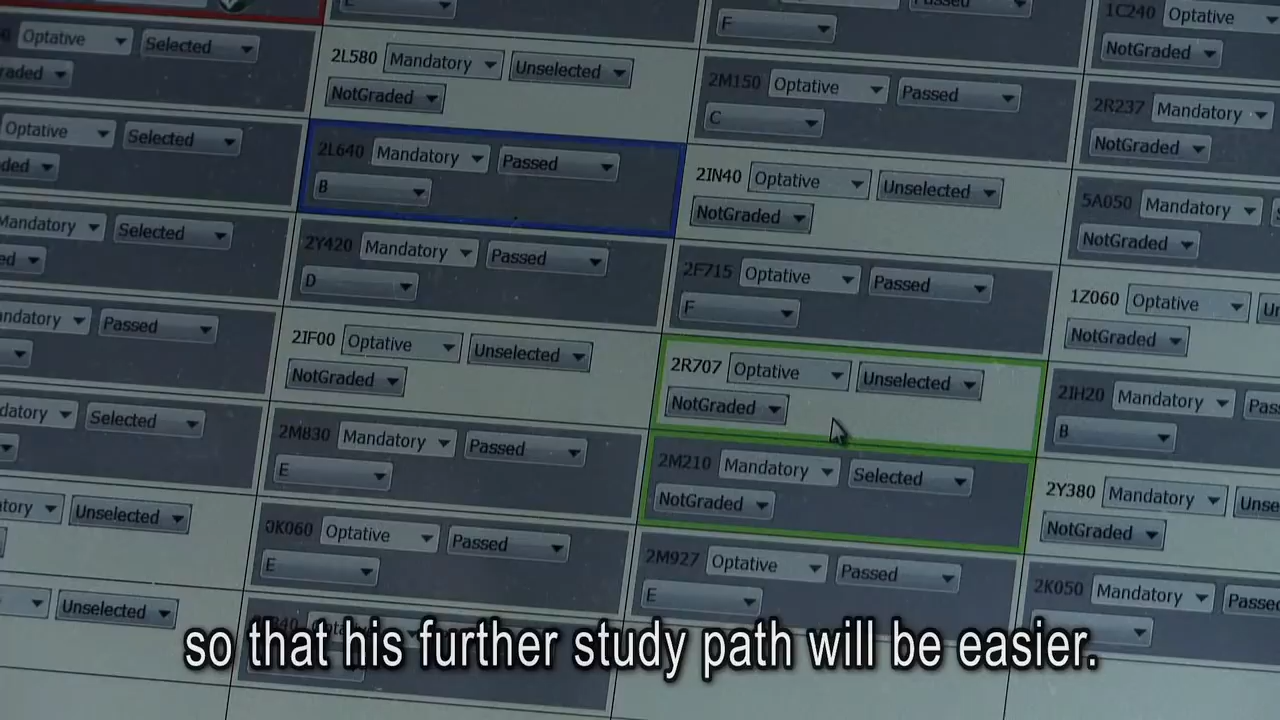 Passed
F
1C240 Optative
NotGraded
Optative Selected
2L580 Mandatory Unselected
NotGraded
2M150 Optative Passed
C
2R237 Mandatory
NotGraded
Optative Selected
2L640 Mandatory Passed
B
2IN40 Optative Unselected
NotGraded
5A050 Mandatory
NotGraded
Mandatory Selected
2Y420 Mandatory Passed
D
2F715 Optative Passed
F
1Z060 Optative
NotGraded
Passed
2IF00 Optative Unselected
NotGraded
2R707 Optative Unselected
NotGraded
2IH20 Mandatory
B
Selected
2M830 Mandatory Passed
E
2M210 Mandatory Selected
NotGraded
2Y380 Mandatory
NotGraded
Unselected
0K060 Optative Passed
E
2M927 Optative Passed
E
2K050 Mandatory Passed
Unselected
so that his further study path will be easier.